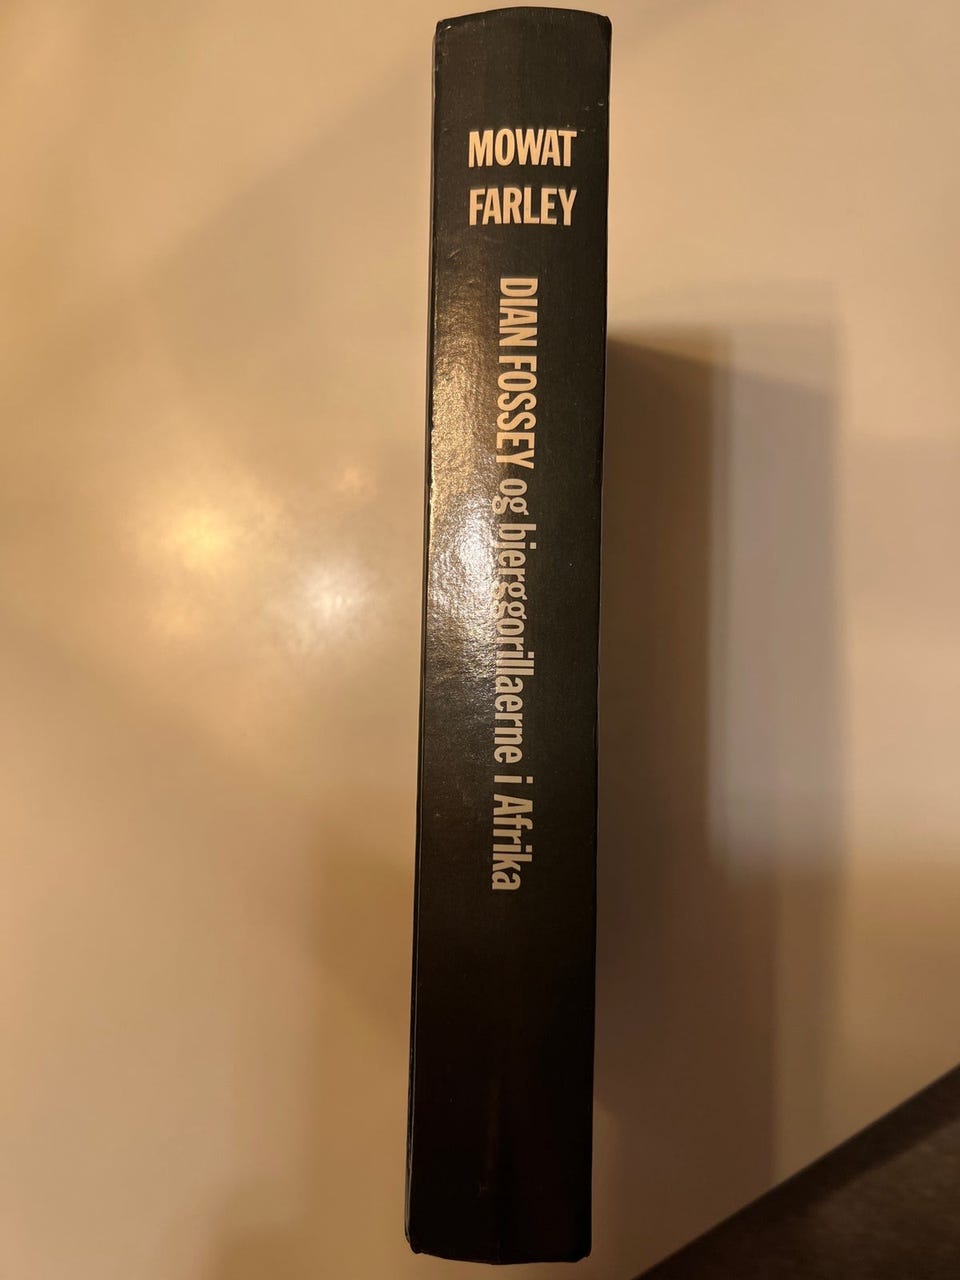 MOWAT
FARLEY
DIAN FOSSEY og bjerggorillaerne i Afrika